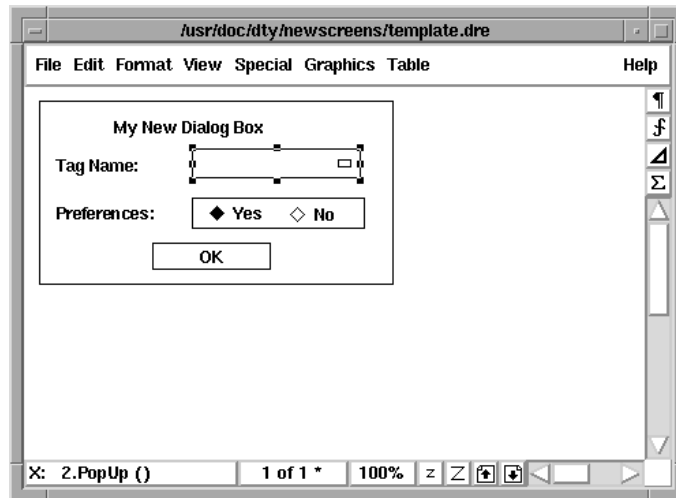 /usr/doc/dty/newscreens/template.dre
File Edit Format View Special Graphics Table Help
¶
My New Dialog Box
Tag Name:
Σ
Preferences: Yes No
OK
X: 2.PopUp () 1 of 1 * 100% z Z